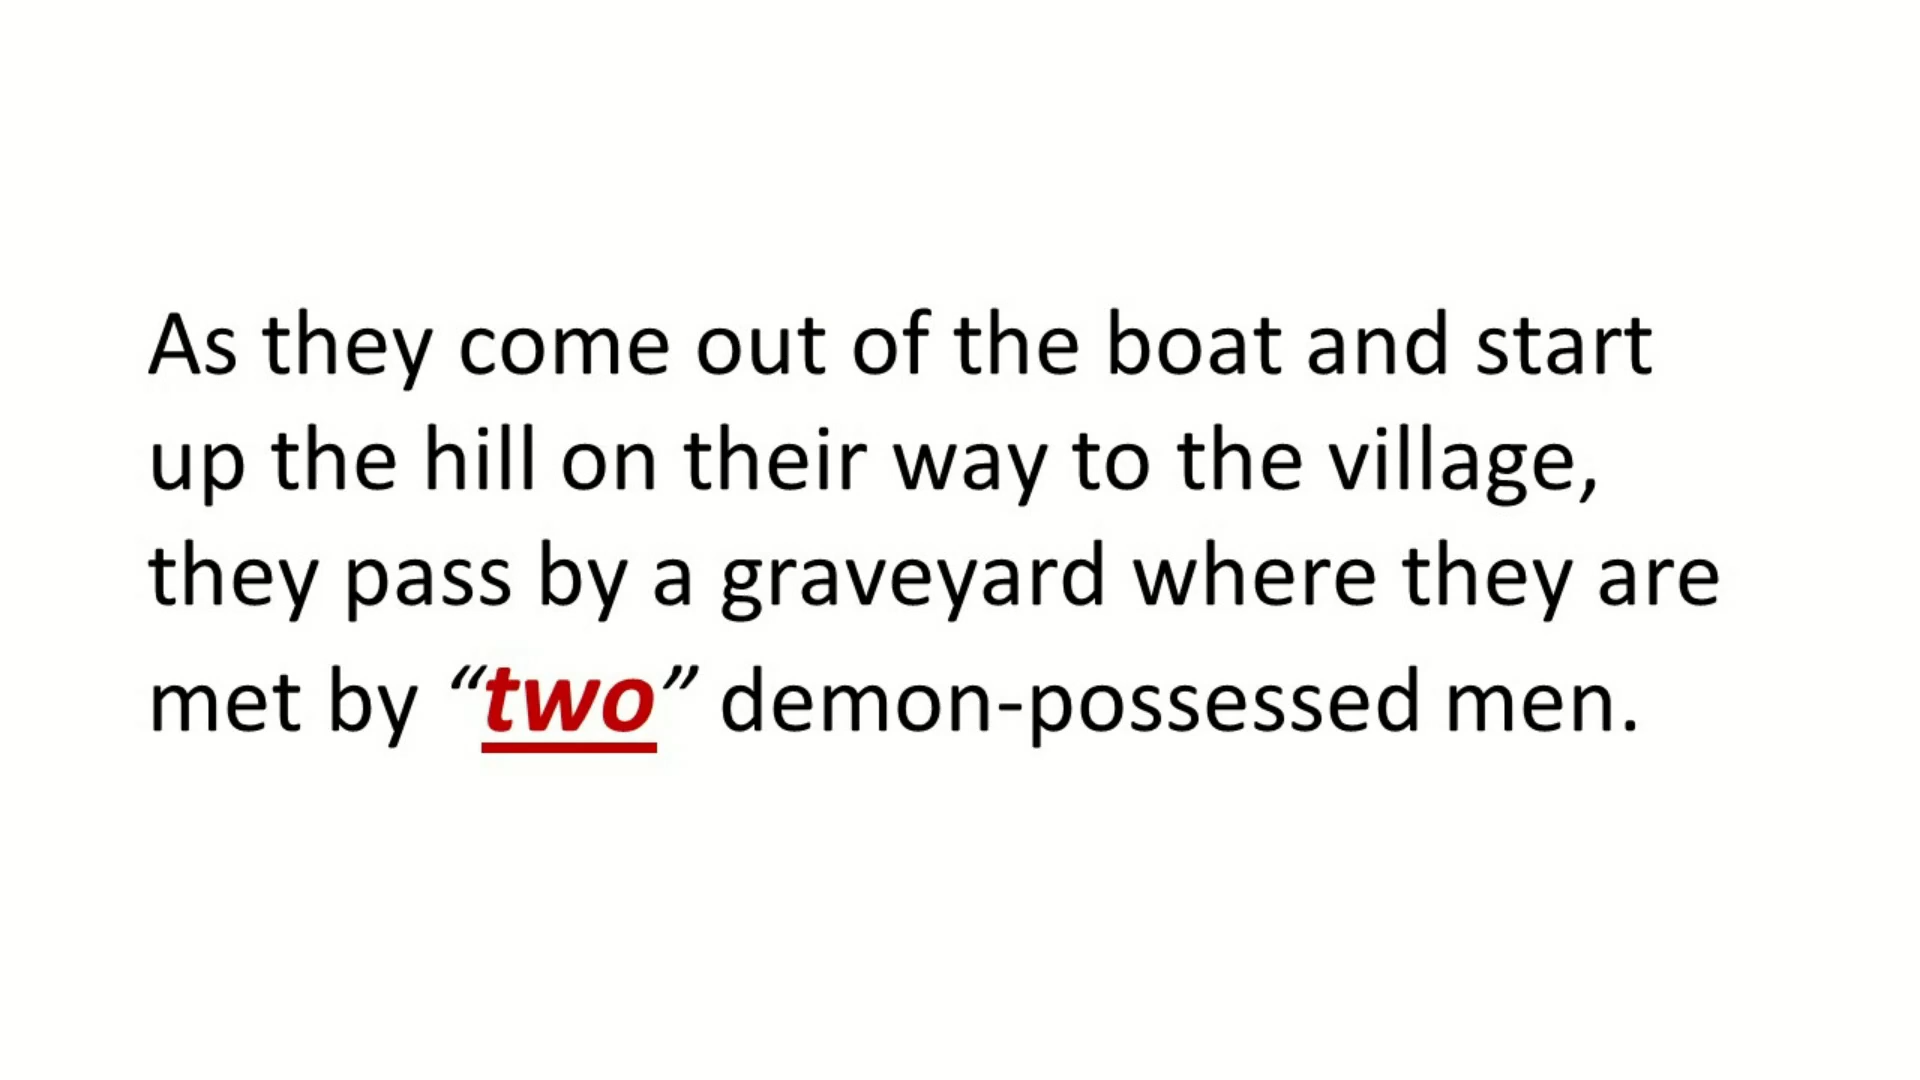 As they come out of the boat and start
up the hill on their way to the village,
they pass by a graveyard where they are
met by “two” demon-possessed men.